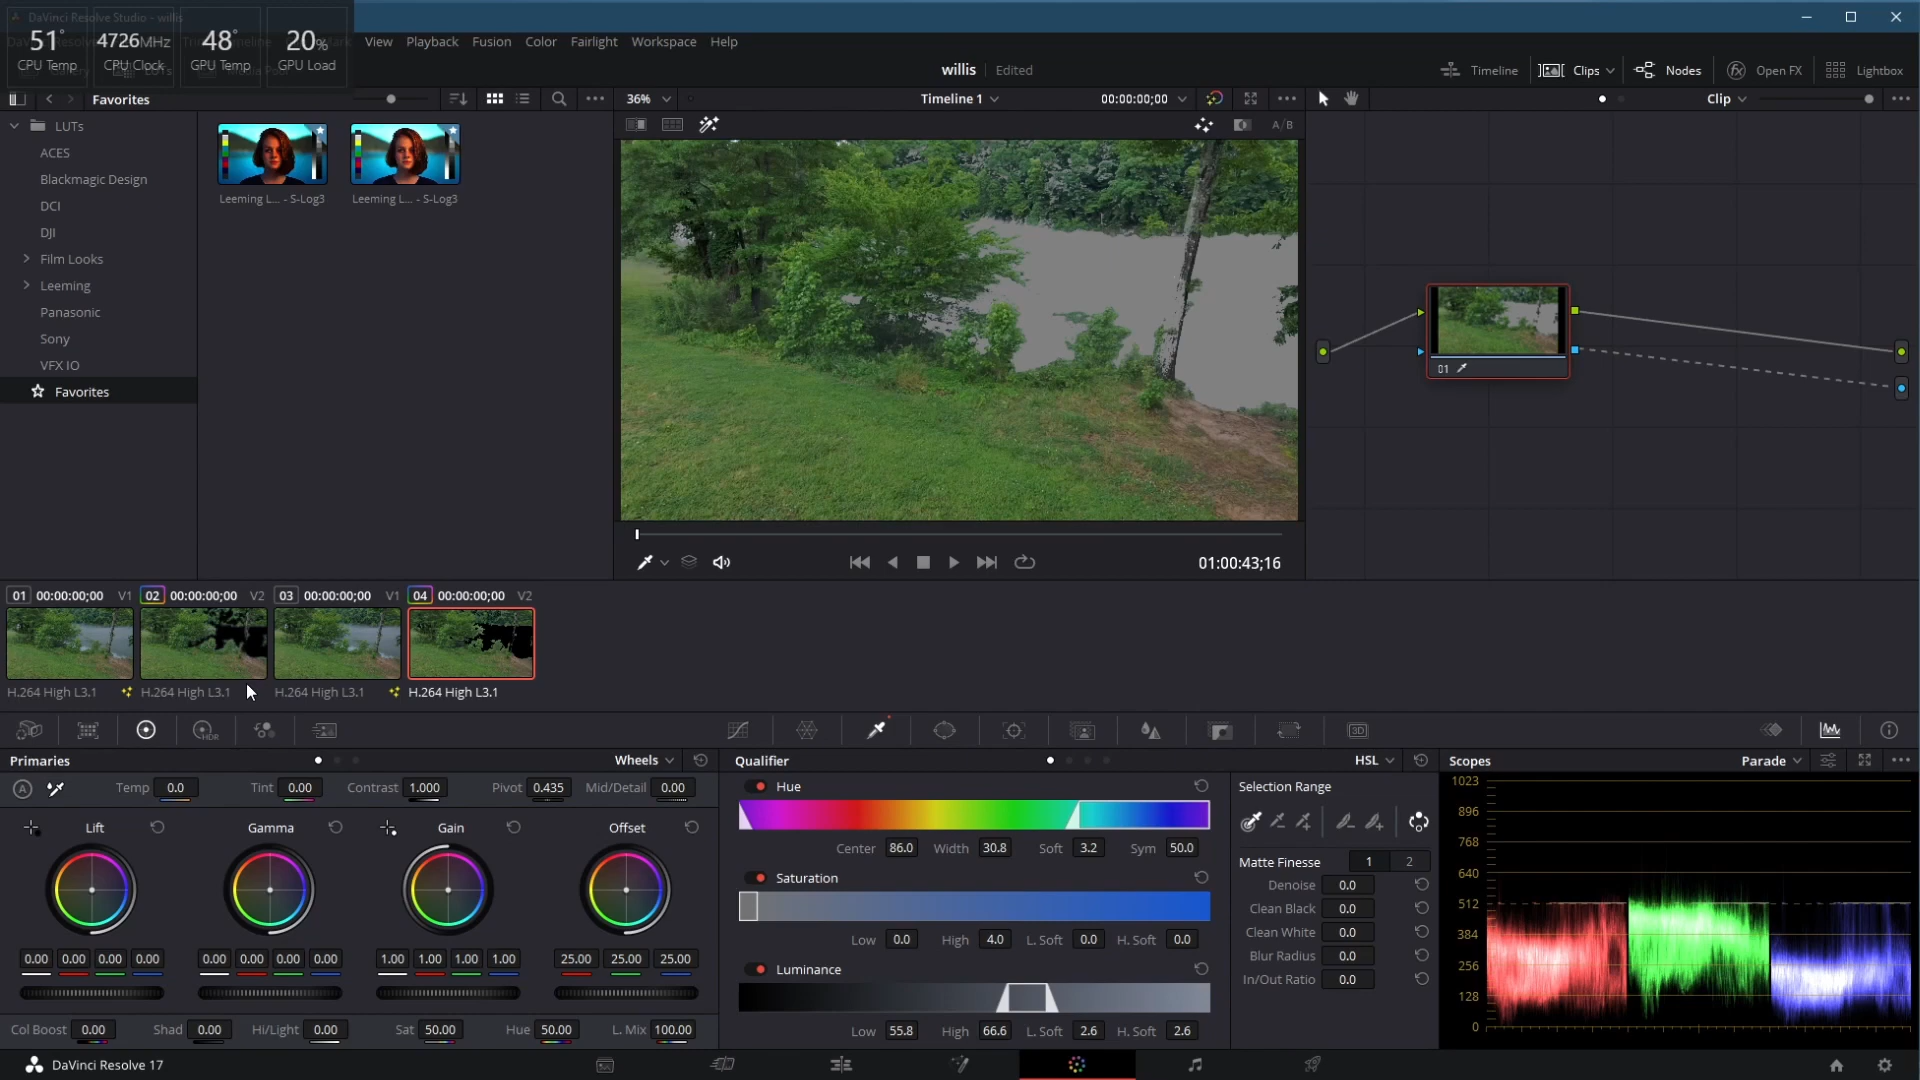 DaVinci Resolve Studio - willis
51°
CPU Temp
4726MHz
CPU Clock
48°
GPU Temp
20%
GPU Load
View
Playback
Fusion
Color
Fairlight
Workspace
Help
willis
Edited
Timeline
Clips
Nodes
Open FX
Lightbox
Favorites
36%
Timeline 1
00:00:00;00
Clip
A/B
LUTs
ACES
Blackmagic Design
DCI
DJI
Film Looks
Leeming
Panasonic
Sony
VFX IO
Favorites
Leeming L... - S-Log3
Leeming L... - S-Log3
01
01:00:43;16
01 00:00:00;00 V1
02 00:00:00;00 V2
03 00:00:00;00 V1
04 00:00:00;00 V2
H.264 High L3.1
H.264 High L3.1
H.264 High L3.1
H.264 High L3.1
HDR
3D
Primaries
Wheels
A
Temp 0.0
Tint 0.00
Contrast 1.000
Pivot 0.435
Mid/Detail 0.00
Lift
Gamma
Gain
Offset
0.00 0.00 0.00 0.00
0.00 0.00 0.00 0.00
1.00 1.00 1.00 1.00
25.00 25.00 25.00
Col Boost 0.00
Shad 0.00
Hi/Light 0.00
Sat 50.00
Hue 50.00
L. Mix 100.00
Qualifier
HSL
Hue
Center 86.0
Width 30.8
Soft 3.2
Sym 50.0
Saturation
Low 0.0
High 4.0
L. Soft 0.0
H. Soft 0.0
Luminance
Low 55.8
High 66.6
L. Soft 2.6
H. Soft 2.6
Selection Range
Matte Finesse
1
2
Denoise 0.0
Clean Black 0.0
Clean White 0.0
Blur Radius 0.0
In/Out Ratio 0.0
Scopes
Parade
1023
896
768
640
512
384
256
128
0
DaVinci Resolve 17